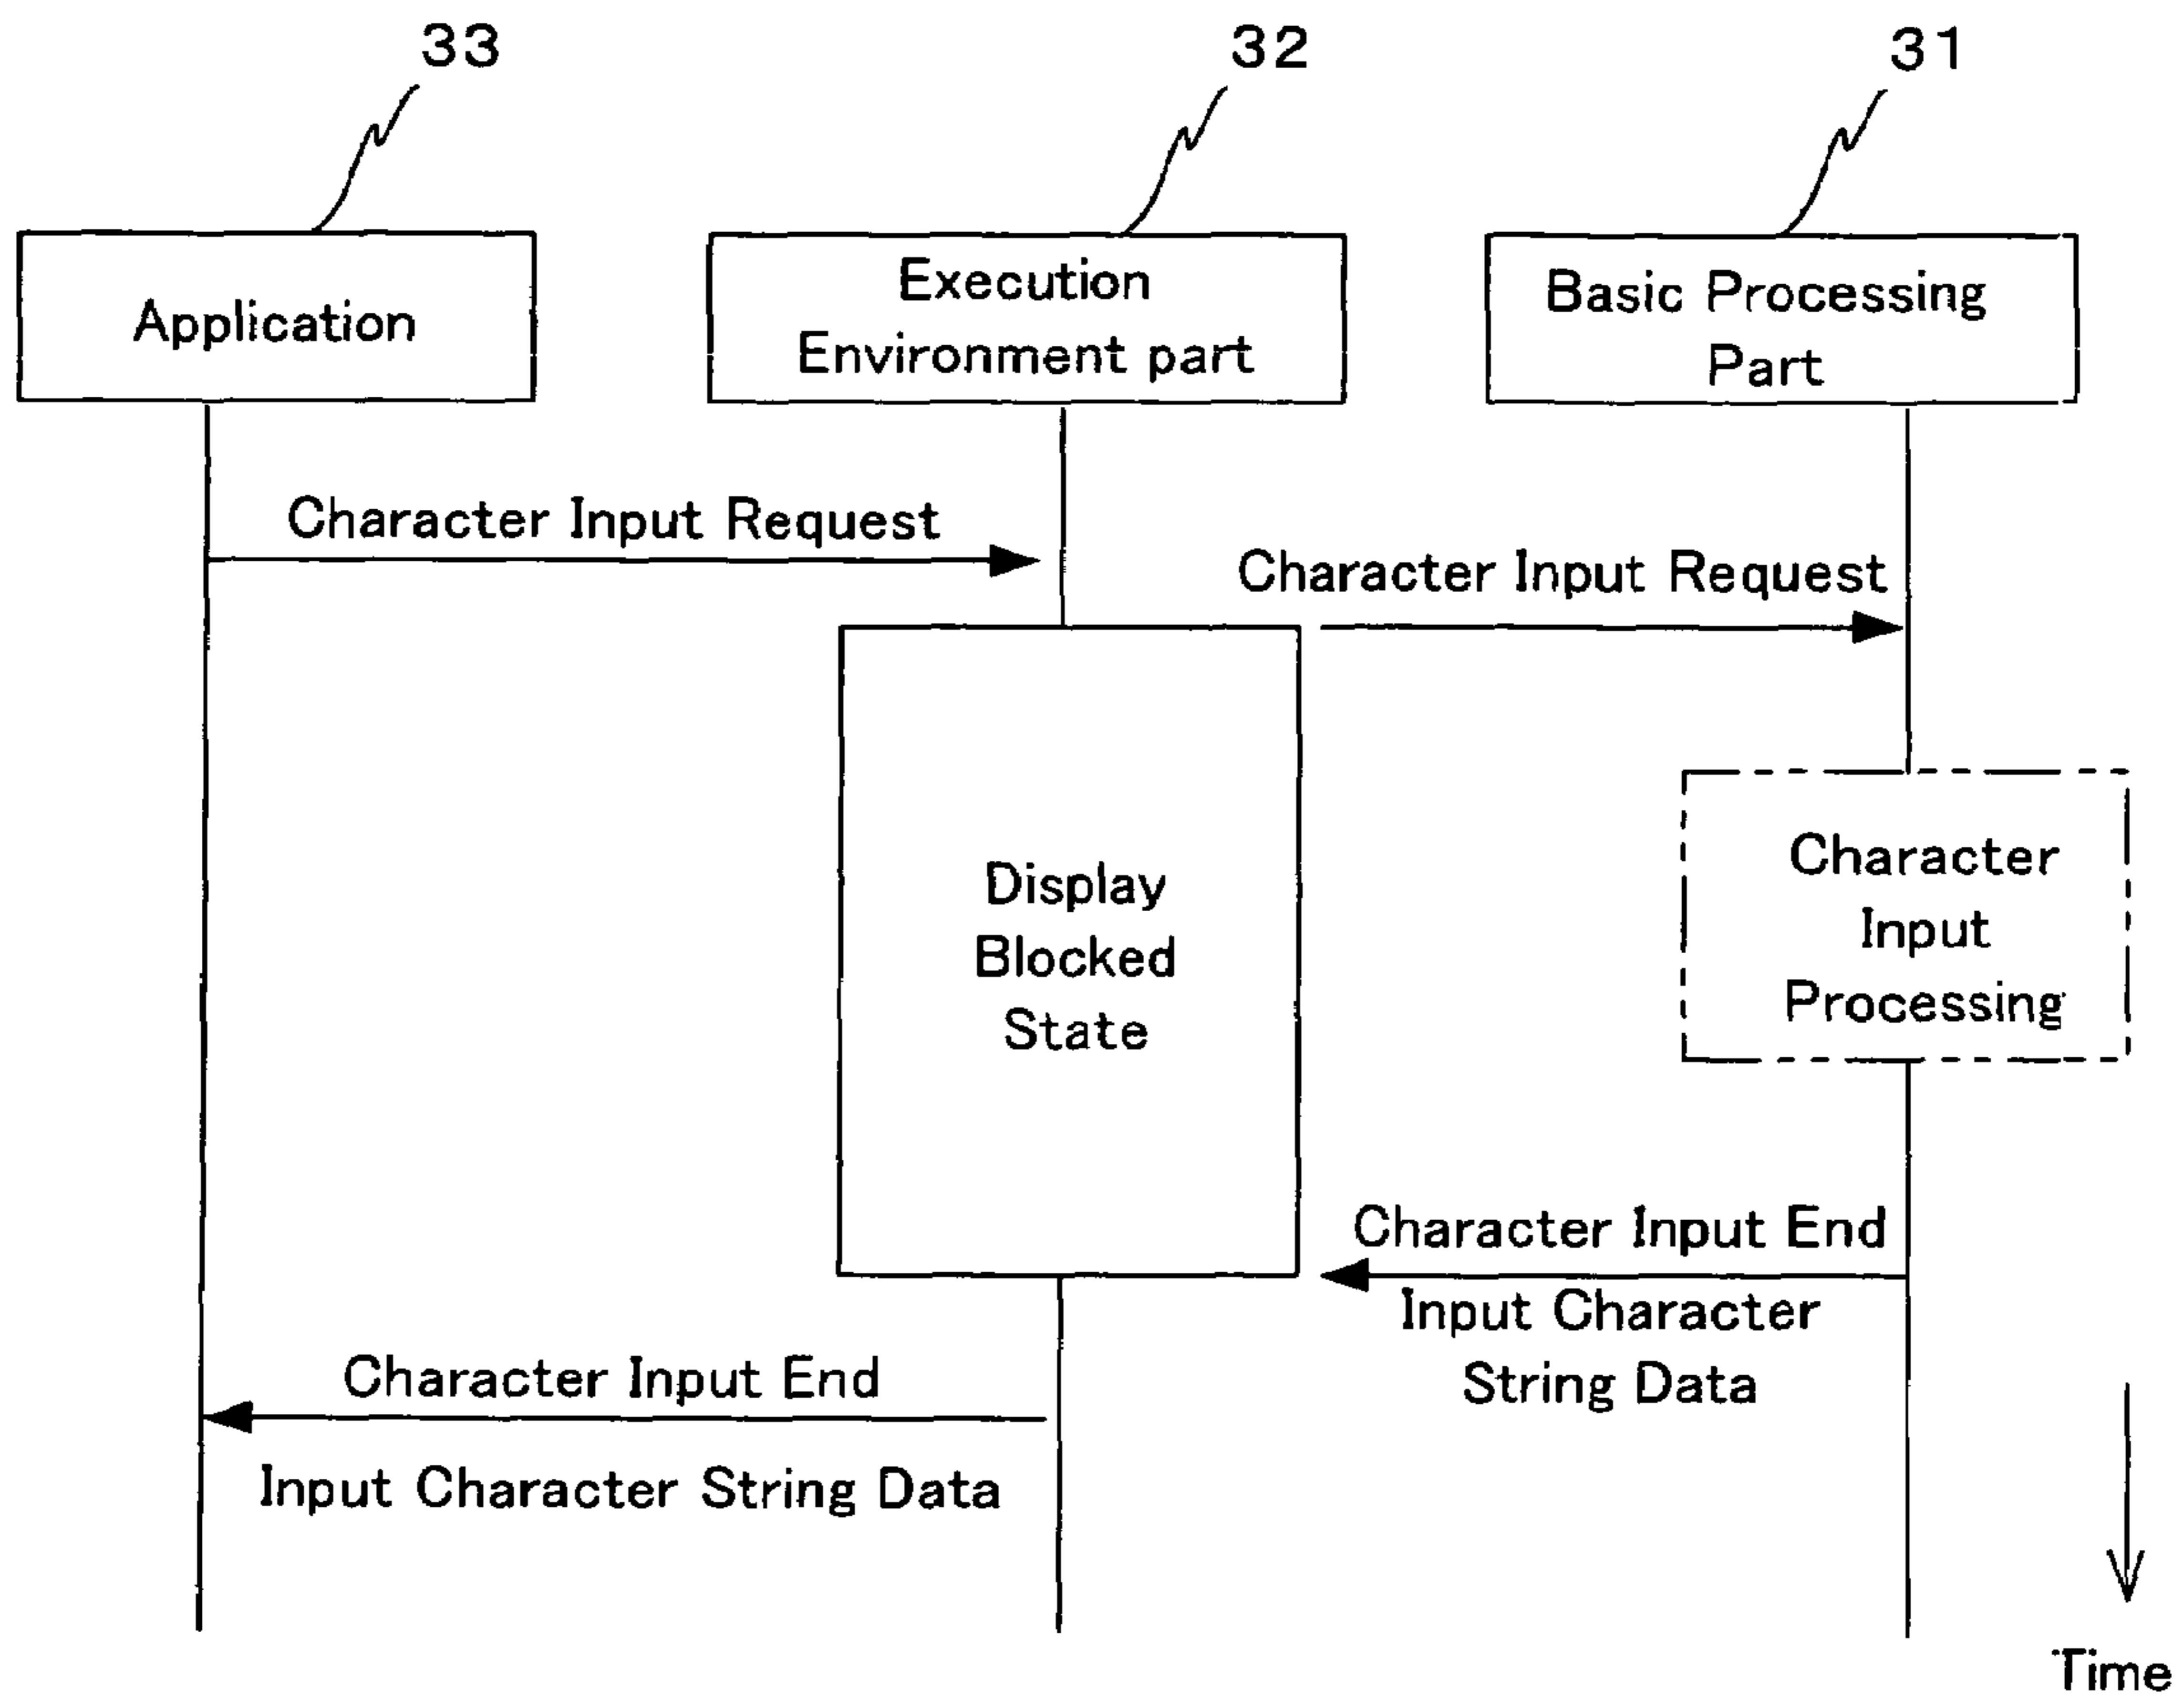 33
32
31
Application
Execution
Environment part
Basic Processing
Part
Character Input Request
Character Input Request
Display
Blocked
State
Character
Input
Processing
Character Input End
Input Character
String Data
Character Input End
Input Character String Data
Time